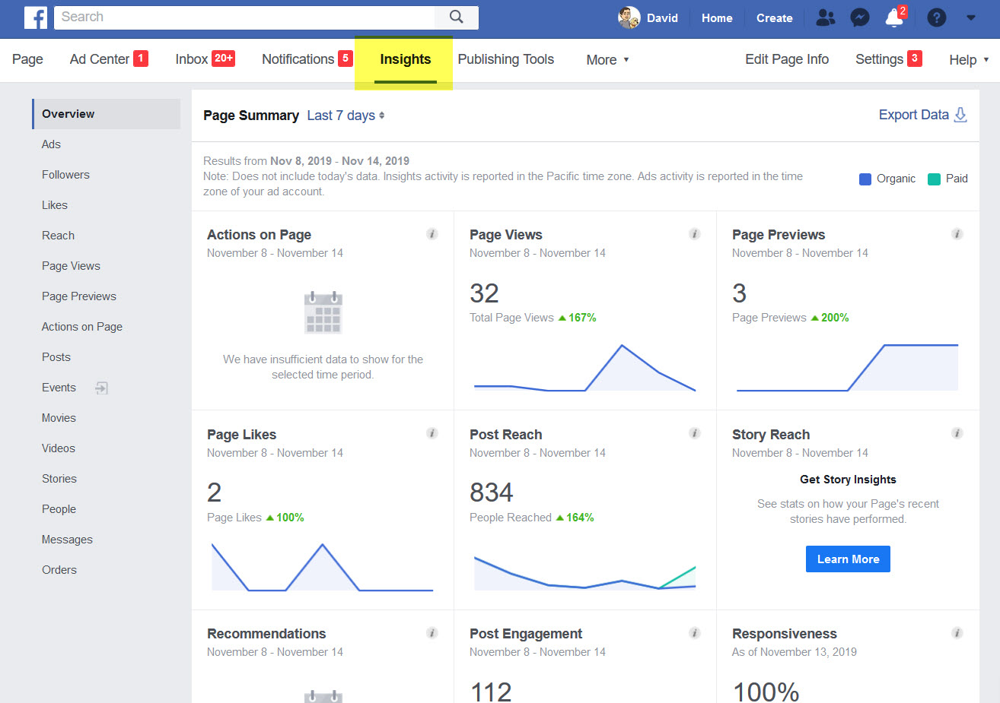 f
Search
David
Home
Create
2
?
Page
Ad Center 1
Inbox 20+
Notifications 5
Insights
Publishing Tools
More
Edit Page Info
Settings 3
Help
Overview
Ads
Followers
Likes
Reach
Page Views
Page Previews
Actions on Page
Posts
Events
Movies
Videos
Stories
People
Messages
Orders
Page Summary Last 7 days
Export Data
Results from Nov 8, 2019 - Nov 14, 2019
Note: Does not include today's data. Insights activity is reported in the Pacific time zone. Ads activity is reported in the time
zone of your ad account.
Organic
Paid
Actions on Page
i
November 8 - November 14
We have insufficient data to show for the
selected time period.
Page Views
i
November 8 - November 14
32
Total Page Views 167%
Page Previews
i
November 8 - November 14
3
Page Previews 200%
Page Likes
i
November 8 - November 14
2
Page Likes 100%
Post Reach
i
November 8 - November 14
834
People Reached 164%
Story Reach
i
November 8 - November 14
Get Story Insights
See stats on how your Page's recent
stories have performed.
Learn More
Recommendations
i
November 8 - November 14
Post Engagement
i
November 8 - November 14
112
Responsiveness
i
As of November 13, 2019
100%